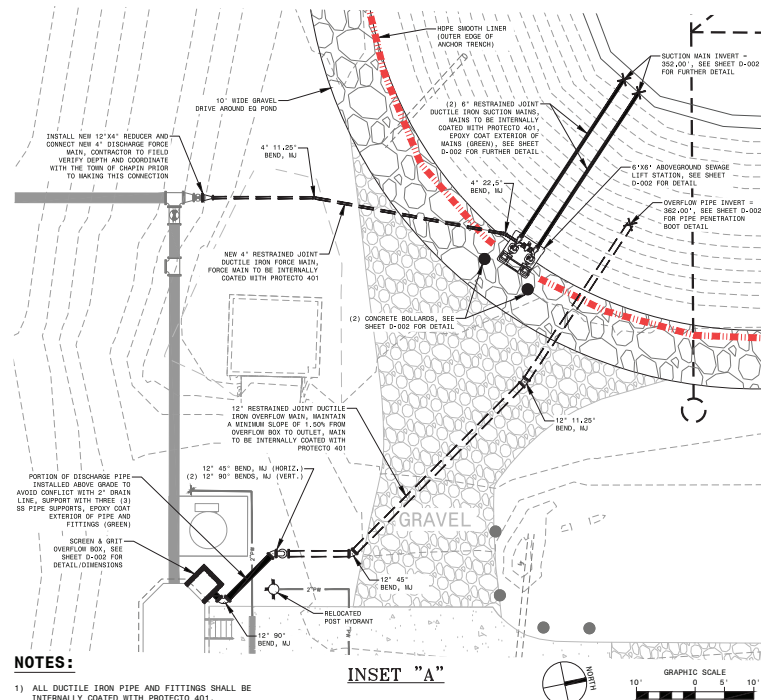 HDPE SMOOTH LINER
(OUTER EDGE OF
ANCHOR TRENCH)
SUCTION MAIN INVERT =
352.00', SEE SHEET D-002
FOR FURTHER DETAIL
10' WIDE GRAVEL
DRIVE AROUND EQ POND
(2) 6" RESTRAINED JOINT
DUCTILE IRON SUCTION MAINS,
MAINS TO BE INTERNALLY
COATED WITH PROTECTO 401,
EPOXY COAT EXTERIOR OF
MAINS (GREEN), SEE SHEET
D-002 FOR FURTHER DETAIL
INSTALL NEW 12"X4" REDUCER AND
CONNECT NEW 4" DISCHARGE FORCE
MAIN, CONTRACTOR TO FIELD
VERIFY DEPTH AND COORDINATE
WITH THE TOWN OF CHAPIN PRIOR
TO MAKING THIS CONNECTION
4" 11.25°
BEND, MJ
4" 22.5°
BEND, MJ
6'X6' ABOVEGROUND SEWAGE
LIFT STATION, SEE SHEET
D-002 FOR DETAIL
OVERFLOW PIPE INVERT =
362.00', SEE SHEET D-002
FOR PIPE PENETRATION
BOOT DETAIL
NEW 4" RESTRAINED JOINT
DUCTILE IRON FORCE MAIN,
FORCE MAIN TO BE INTERNALLY
COATED WITH PROTECTO 401
(2) CONCRETE BOLLARDS, SEE
SHEET D-002 FOR DETAIL
12" RESTRAINED JOINT DUCTILE
IRON OVERFLOW MAIN, MAINTAIN
A MINIMUM SLOPE OF 1.50% FROM
OVERFLOW BOX TO OUTLET, MAIN
TO BE INTERNALLY COATED WITH
PROTECTO 401
12" 11.25°
BEND, MJ
12" 45° BEND, MJ (HORIZ.)
(2) 12" 90° BENDS, MJ (VERT.)
PORTION OF DISCHARGE PIPE
INSTALLED ABOVE GRADE TO
AVOID CONFLICT WITH 2" DRAIN
LINE, SUPPORT WITH THREE (3)
SS PIPE SUPPORTS, EPOXY COAT
EXTERIOR OF PIPE AND
FITTINGS (GREEN)
GRAVEL
SCREEN & GRIT
OVERFLOW BOX, SEE
SHEET D-002 FOR
DETAIL/DIMENSIONS
2"PW
12" 45°
BEND, MJ
2"PW
RELOCATED
POST HYDRANT
12" 90°
BEND, MJ
NOTES:
INSET "A"
NORTH
GRAPHIC SCALE
10' 5' 0 5' 10'
1) ALL DUCTILE IRON PIPE AND FITTINGS SHALL BE
INTERNALLY COATED WITH PROTECTO 401.